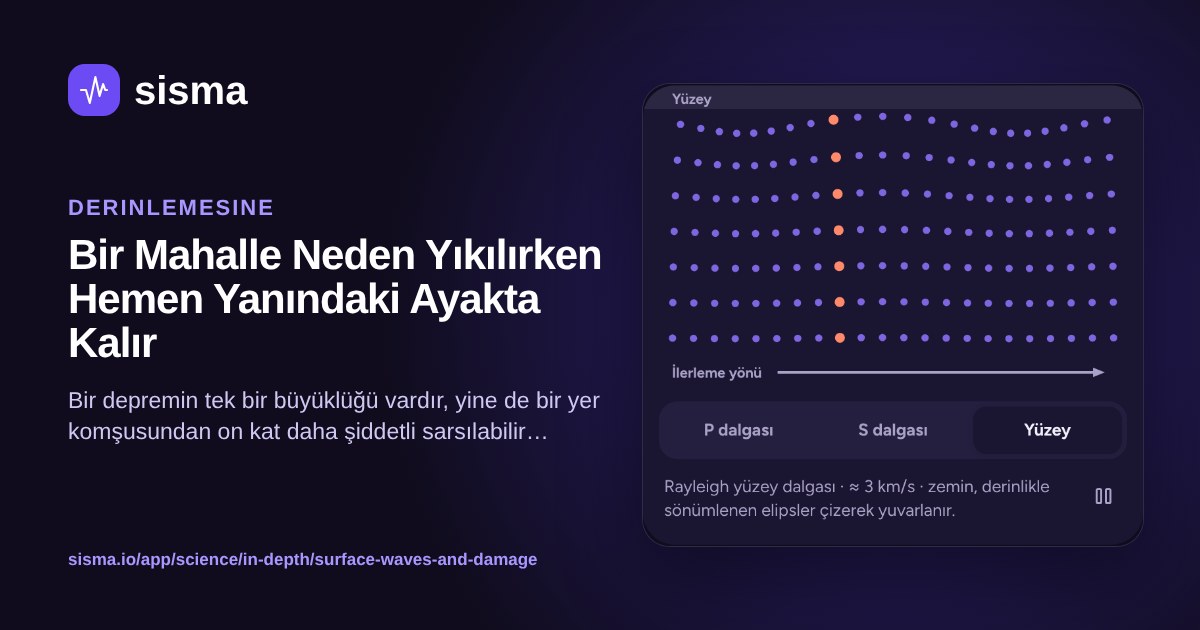 sisma
DERINLEMESINE
Bir Mahalle Neden Yıkılırken
Hemen Yanındaki Ayakta
Kalır
Bir depremin tek bir büyüklüğü vardır, yine de bir yer
komşusundan on kat daha şiddetli sarsılabilir…
sisma.io/app/science/in-depth/surface-waves-and-damage
Yüzey
İlerleme yönü
P dalgası
S dalgası
Yüzey
Rayleigh yüzey dalgası · ≈ 3 km/s · zemin, derinlikle
sönümlenen elipsler çizerek yuvarlanır.